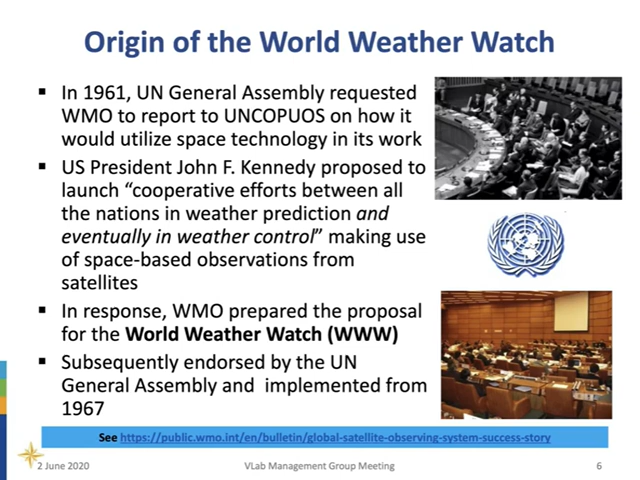 Origin of the World Weather Watch
▪ In 1961, UN General Assembly requested
WMO to report to UNCOPUOS on how it
would utilize space technology in its work
▪ US President John F. Kennedy proposed to
launch “cooperative efforts between all
the nations in weather prediction and
eventually in weather control” making use
of space-based observations from
satellites
▪ In response, WMO prepared the proposal
for the World Weather Watch (WWW)
▪ Subsequently endorsed by the UN
General Assembly and  implemented from
1967
See https://public.wmo.int/en/bulletin/global-satellite-observing-system-success-story
2 June 2020
VLab Management Group Meeting
6